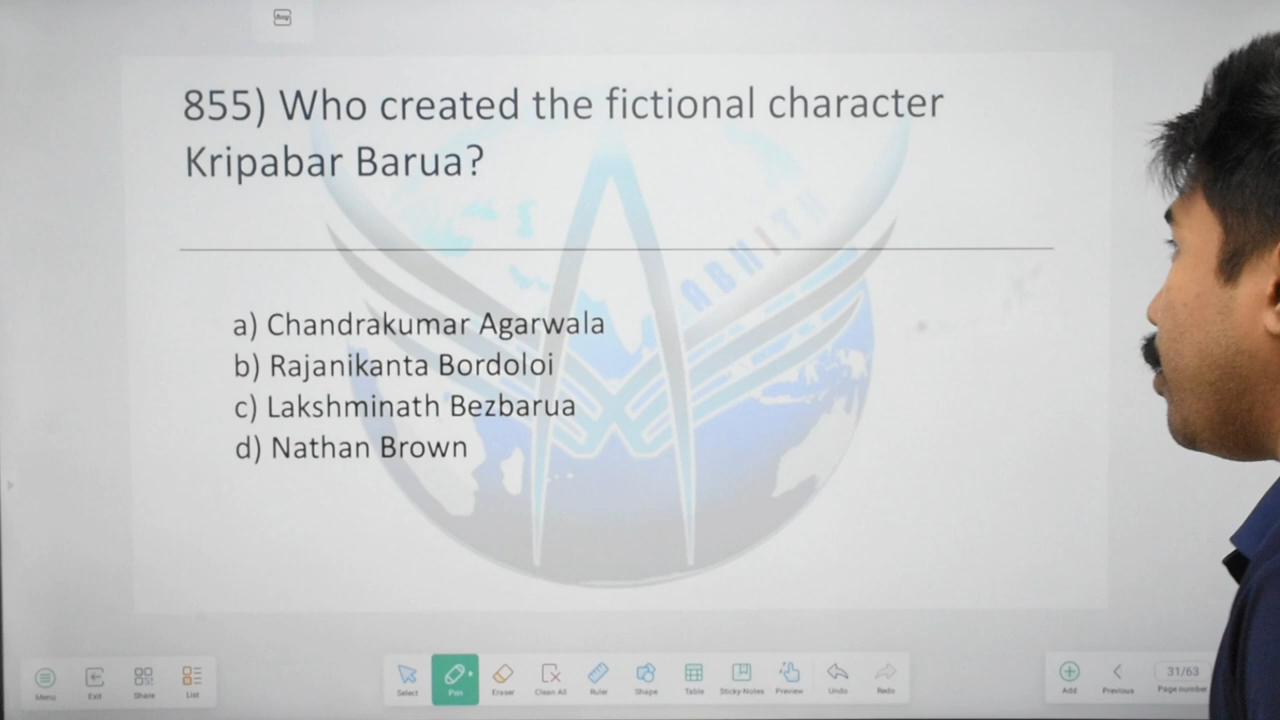 Any
855) Who created the fictional character
Kripabar Barua?
ABHITH
a) Chandrakumar Agarwala
b) Rajanikanta Bordoloi
c) Lakshminath Bezbarua
d) Nathan Brown
Menu Exit Share List Select Pen Eraser Clean All Ruler Shape Table Sticky Notes Preview Undo Redo Add Previous 31/63 Page number